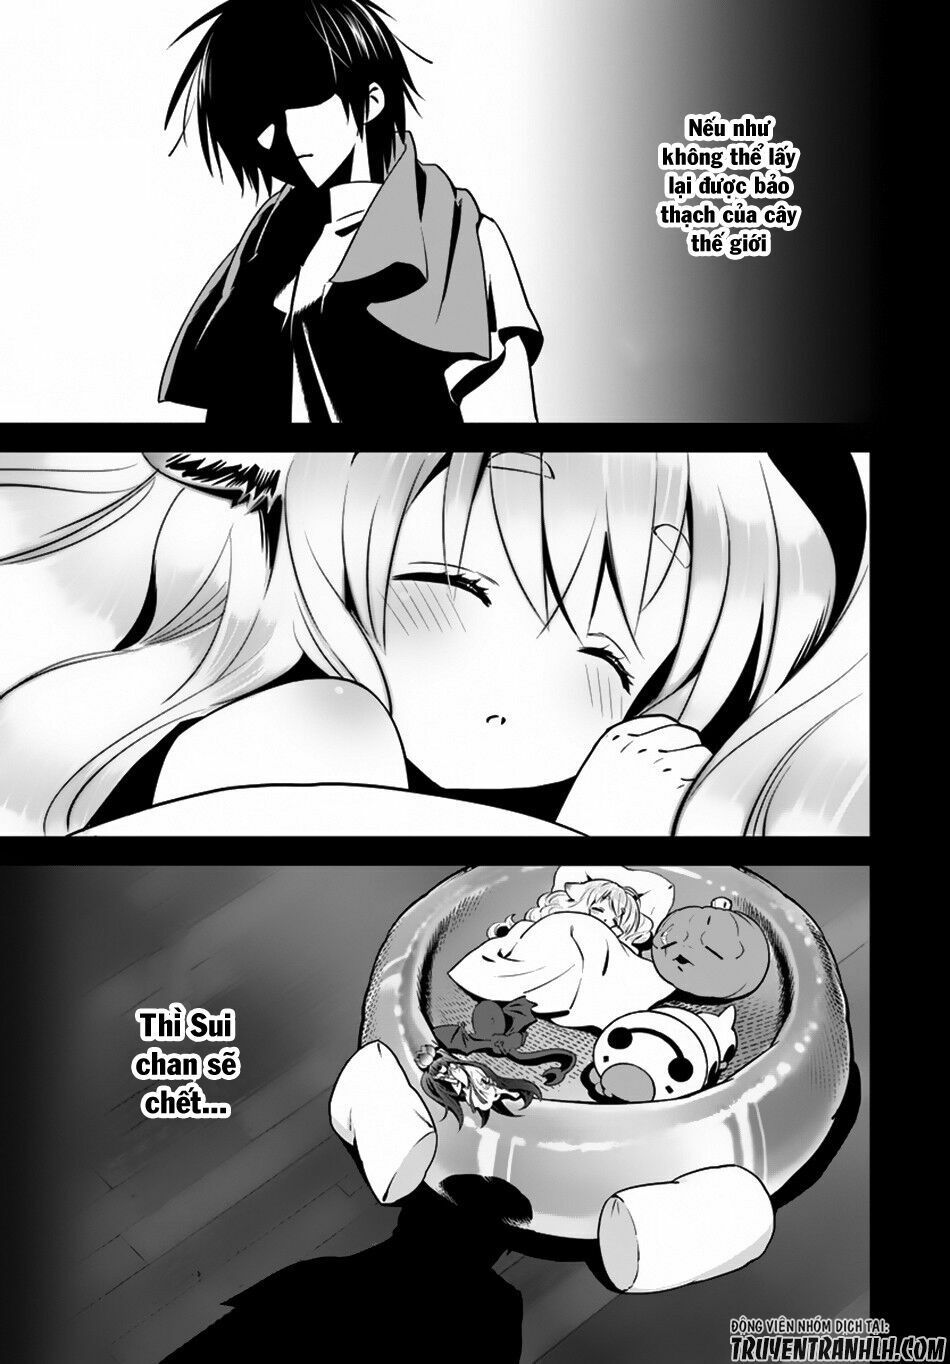 Nếu như
không thể lấy
lại được bảo
thạch của cây
thế giới
Thì Sui
chan sẽ
chết...
ĐỘNG VIÊN NHÓM DỊCH TẠI:
TRUYENTRANHLH.COM